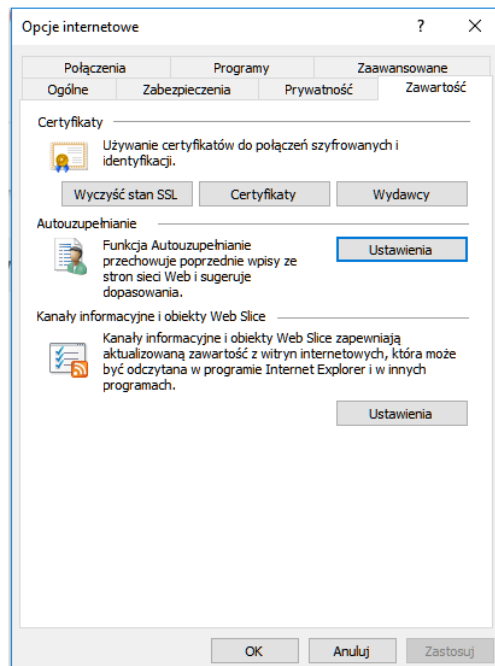 Opcje internetowe
?
Połączenia Programy Zaawansowane
Ogólne Zabezpieczenia Prywatność Zawartość
Certyfikaty
Używanie certyfikatów do połączeń szyfrowanych i
identyfikacji.
Wyczyść stan SSL Certyfikaty Wydawcy
Autouzupełnianie
Funkcja Autouzupełnianie
przechowuje poprzednie wpisy ze
stron sieci Web i sugeruje
dopasowania.
Ustawienia
Kanały informacyjne i obiekty Web Slice
Kanały informacyjne i obiekty Web Slice zapewniają
aktualizowaną zawartość z witryn internetowych, która może
być odczytana w programie Internet Explorer i w innych
programach.
Ustawienia
OK Anuluj Zastosuj